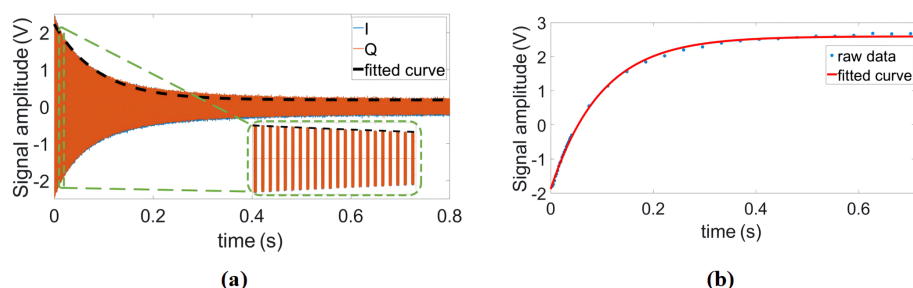 Signal amplitude (V)
2
1
0
-1
-2
I
Q
fitted curve
0
0.2
0.4
0.6
0.8
time (s)
(a)
Signal amplitude (V)
3
2
1
0
-1
-2
raw data
fitted curve
0
0.2
0.4
0.6
time (s)
(b)